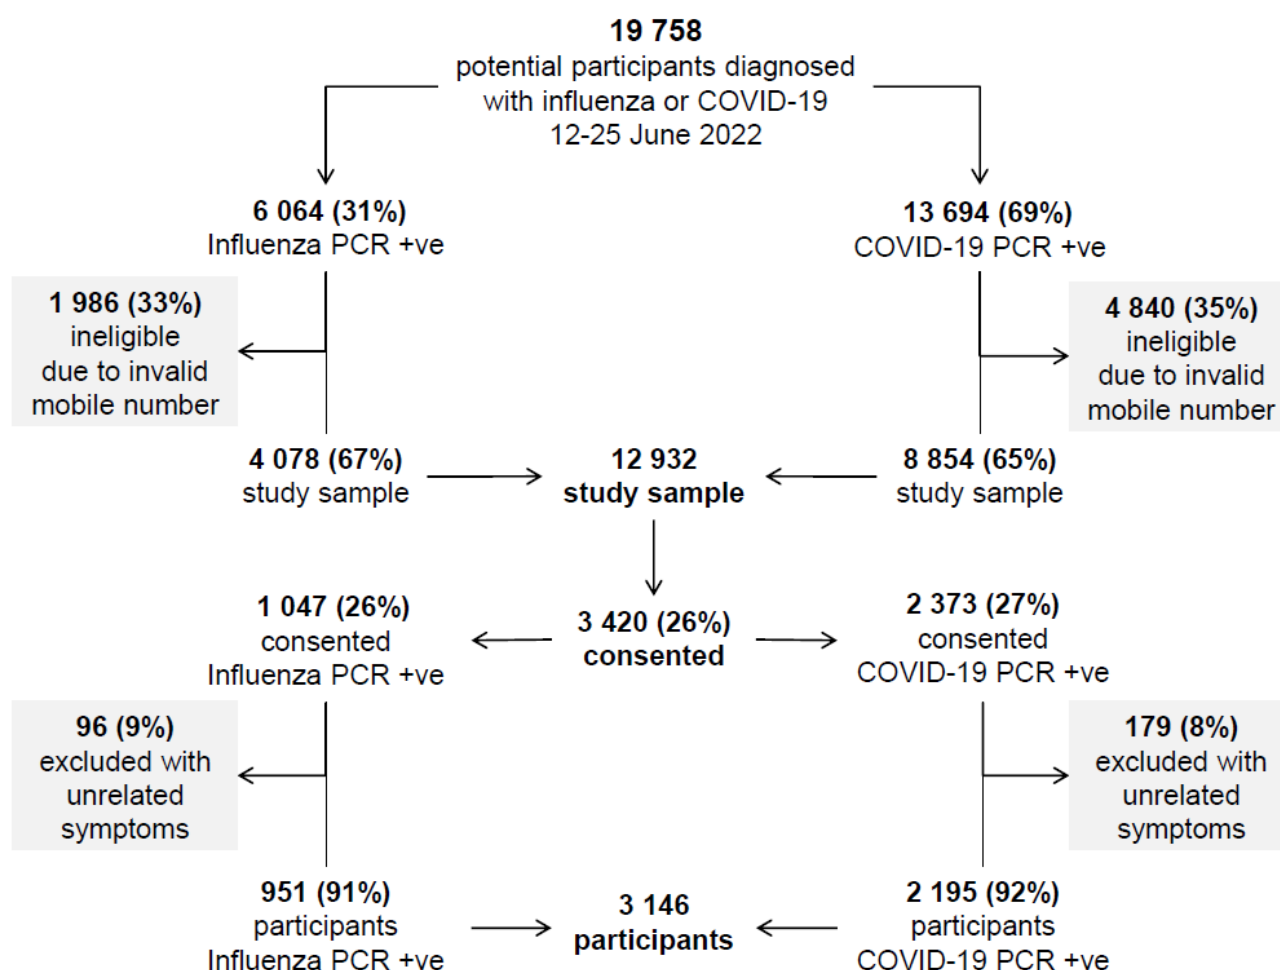 19 758
potential participants diagnosed
with influenza or COVID-19
12-25 June 2022
6 064 (31%)
Influenza PCR +ve
13 694 (69%)
COVID-19 PCR +ve
1 986 (33%)
ineligible
due to invalid
mobile number
4 840 (35%)
ineligible
due to invalid
mobile number
4 078 (67%)
study sample
12 932
study sample
8 854 (65%)
study sample
1 047 (26%)
consented
Influenza PCR +ve
3 420 (26%)
consented
2 373 (27%)
consented
COVID-19 PCR +ve
96 (9%)
excluded with
unrelated
symptoms
179 (8%)
excluded with
unrelated
symptoms
951 (91%)
participants
Influenza PCR +ve
3 146
participants
2 195 (92%)
participants
COVID-19 PCR +ve